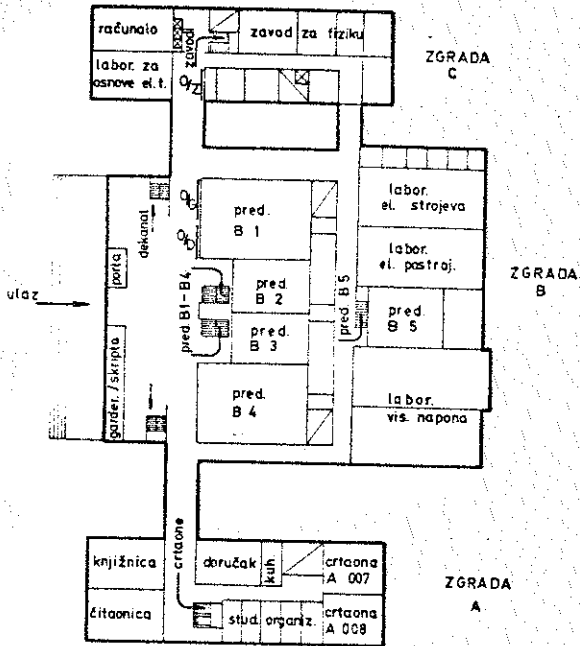 računalo
zavod za fiziku
zavodi
labor. za
osnove el.t.
ZGRADA
C
O/Z
dekanat
O/G
O/D
pred.
B 1
labor.
el. strojeva
labor.
el. postroj.
ulaz
porta
pred. B1-B4
pred.
B 2
pred.
B 3
pred. B5
pred.
B 5
ZGRADA
B
garder./skripta
pred.
B 4
labor.
vis. napona
crtaone
knjižnica
doručak
kuh.
crtaona
A 007
čitaonica
stud. organiz.
crtaona
A 008
ZGRADA
A